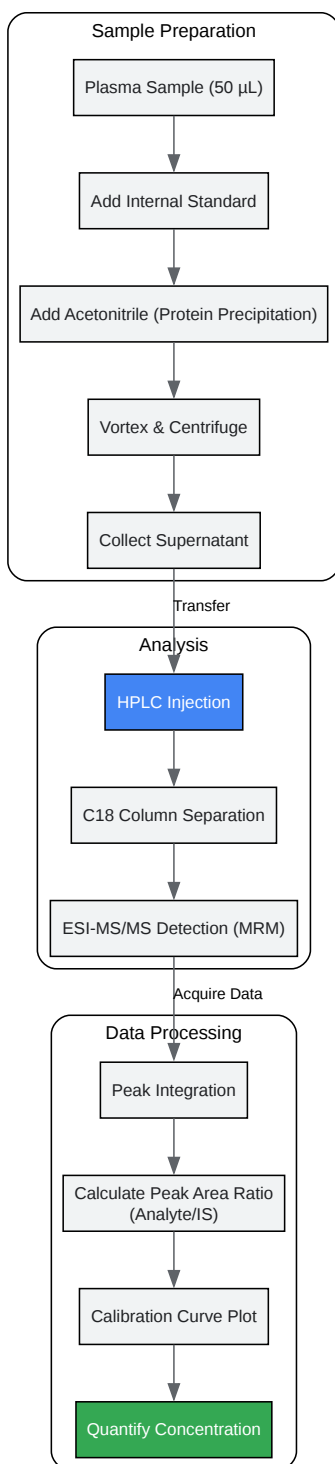 Sample Preparation
Plasma Sample (50 µL)
Add Internal Standard
Add Acetonitrile (Protein Precipitation)
Vortex & Centrifuge
Collect Supernatant
Transfer
Analysis
HPLC Injection
C18 Column Separation
ESI-MS/MS Detection (MRM)
Acquire Data
Data Processing
Peak Integration
Calculate Peak Area Ratio
(Analyte/IS)
Calibration Curve Plot
Quantify Concentration